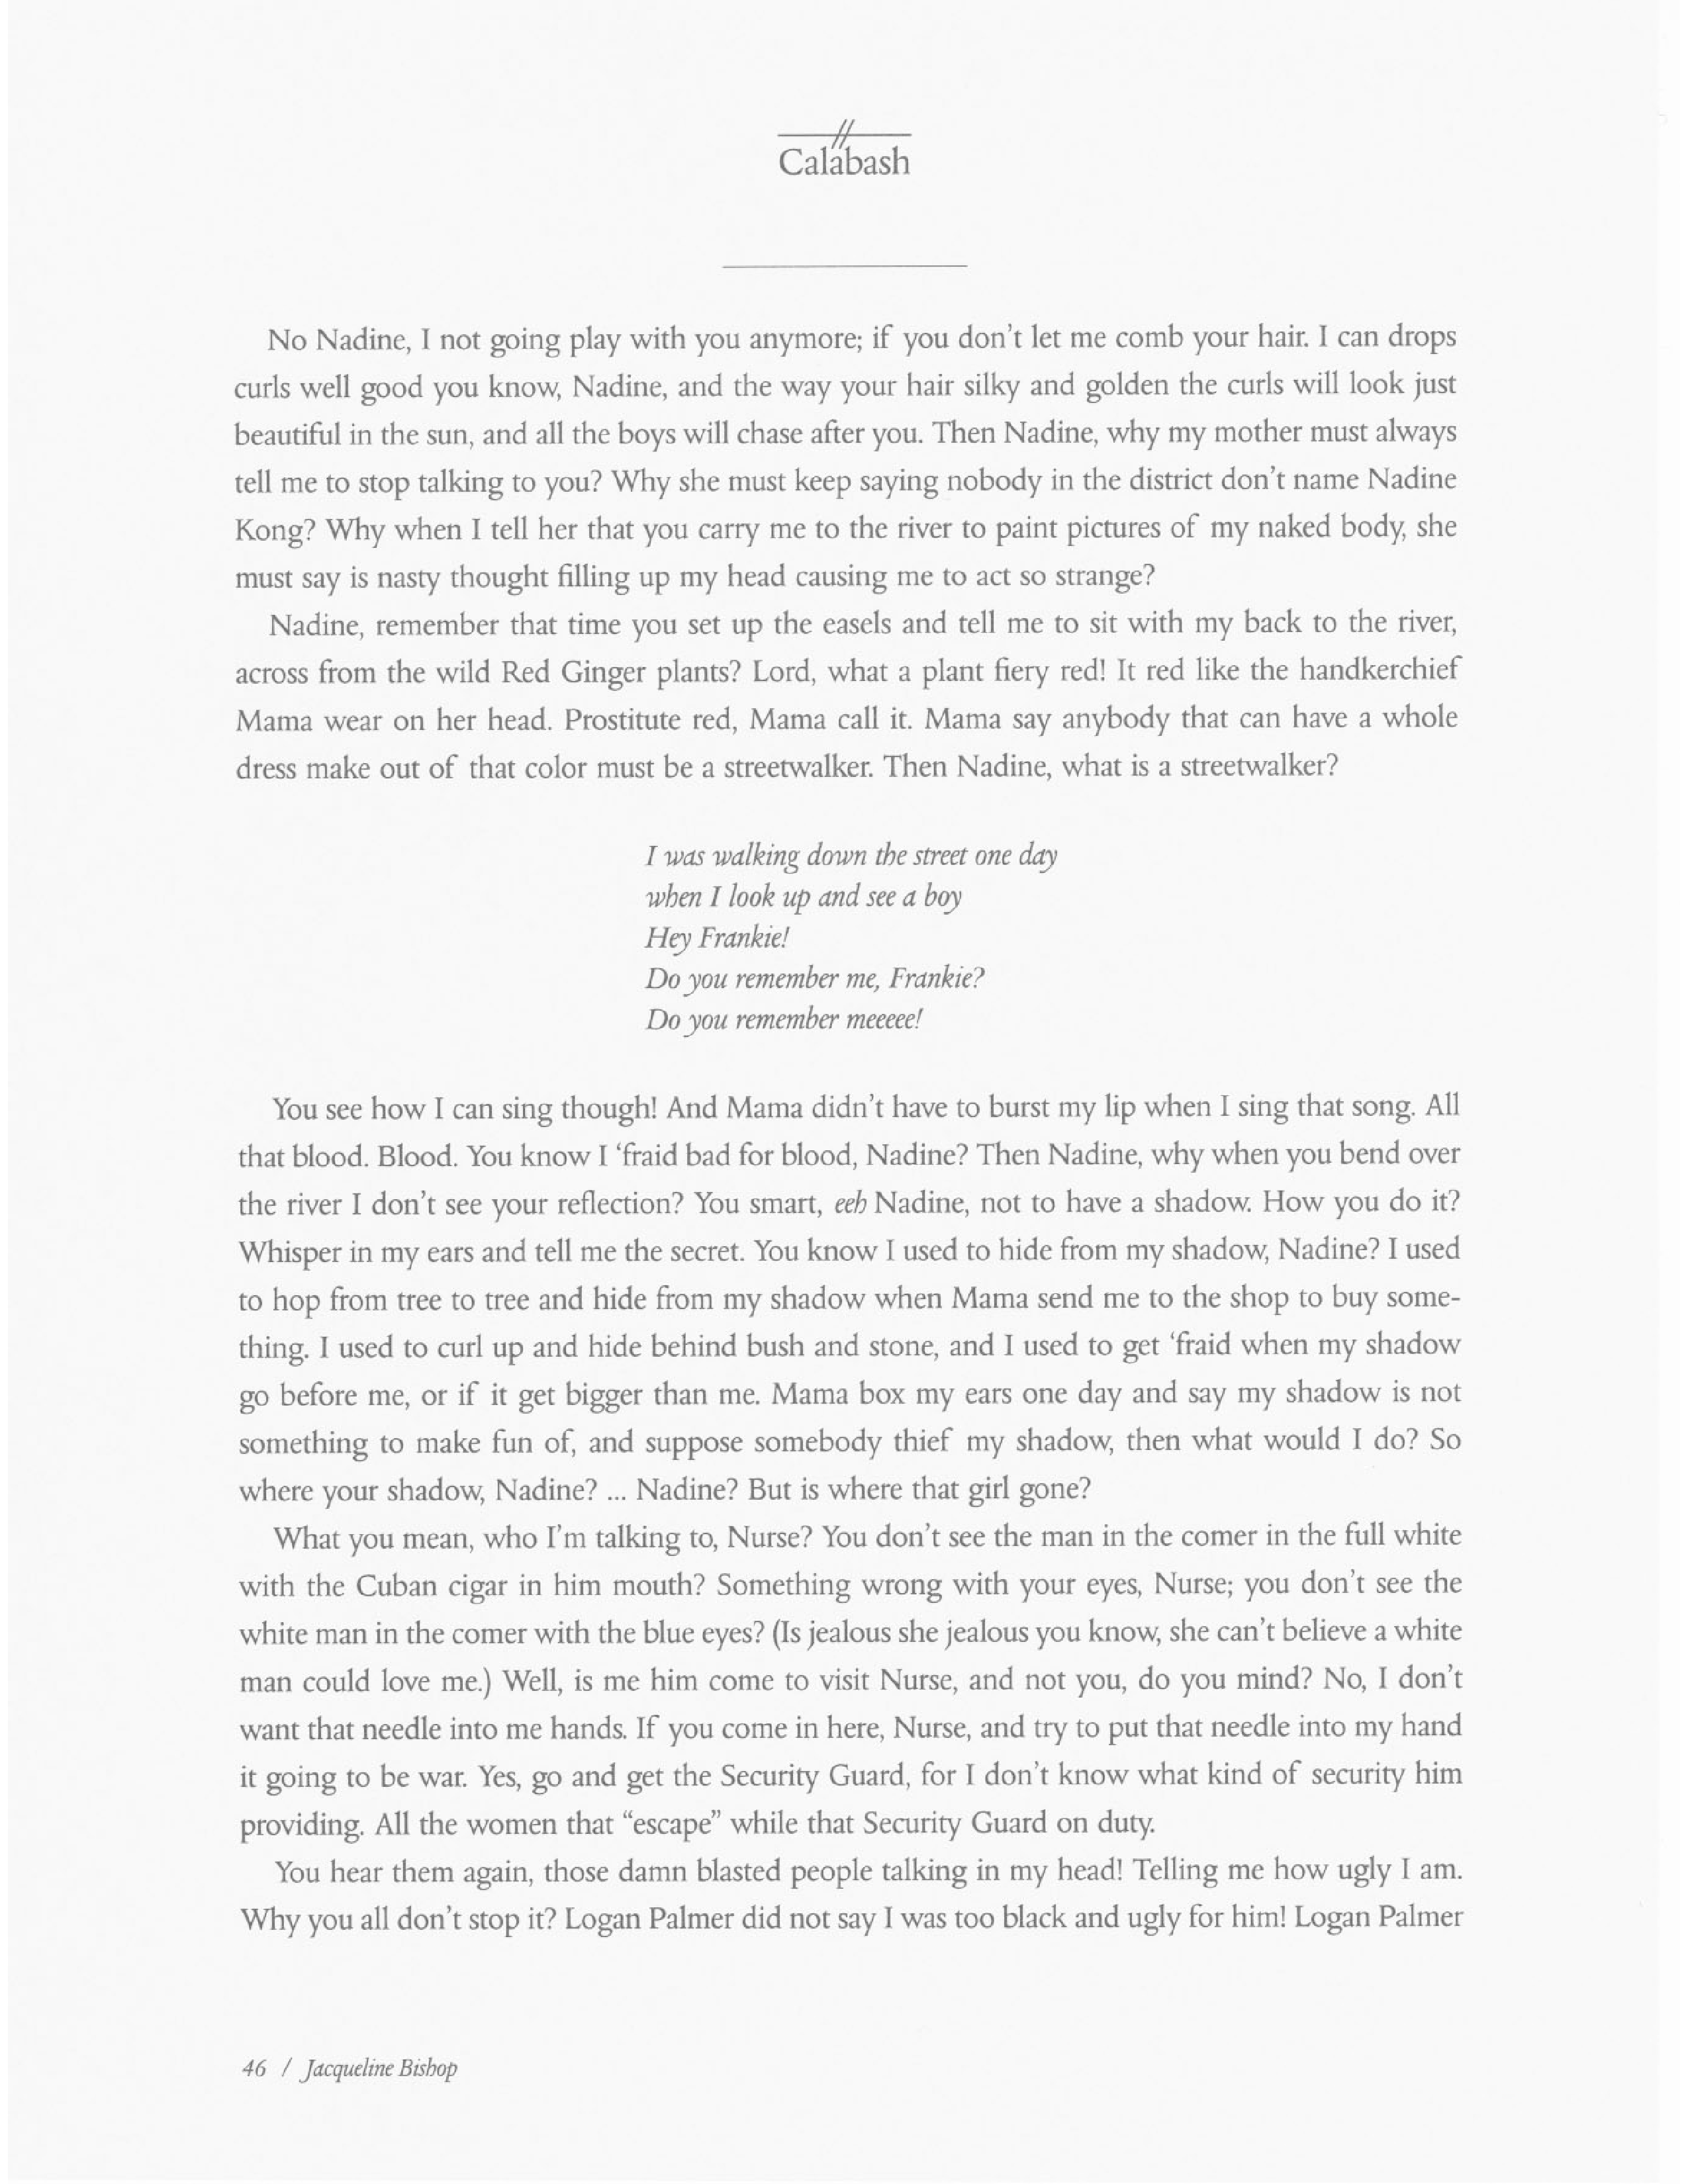 Calabash
No Nadine, I not going play with you anymore; if you don't let me comb your hair. I can drops
curls well good you know, Nadine, and the way your hair silky and golden the curls will look just
beautiful in the sun, and all the boys will chase after you. Then Nadine, why my mother must always
tell me to stop talking to you? Why she must keep saying nobody in the district don't name Nadine
Kong? Why when I tell her that you carry me to the river to paint pictures of my naked body, she
must say is nasty thought filling up my head causing me to act so strange?
Nadine, remember that time you set up the easels and tell me to sit with my back to the river,
across from the wild Red Ginger plants? Lord, what a plant fiery red! It red like the handkerchief
Mama wear on her head. Prostitute red, Mama call it. Mama say anybody that can have a whole
dress make out of that color must be a streetwalker. Then Nadine, what is a streetwalker?
I was walking down the street one day
when I look up and see a boy
Hey Frankie!
Do you remember me, Frankie?
Do you remember meeeee!
You see how I can sing though! And Mama didn't have to burst my lip when I sing that song. All
that blood. Blood. You know I 'fraid bad for blood, Nadine? Then Nadine, why when you bend over
the river I don't see your reflection? You smart, eeh Nadine, not to have a shadow. How you do it?
Whisper in my ears and tell me the secret. You know I used to hide from my shadow, Nadine? I used
to hop from tree to tree and hide from my shadow when Mama send me to the shop to buy some-
thing. I used to curl up and hide behind bush and stone, and I used to get 'fraid when my shadow
go before me, or if it get bigger than me. Mama box my ears one day and say my shadow is not
something to make fun of, and suppose somebody thief my shadow, then what would I do? So
where your shadow, Nadine? ... Nadine? But is where that girl gone?
What you mean, who I'm talking to, Nurse? You don't see the man in the comer in the full white
with the Cuban cigar in him mouth? Something wrong with your eyes, Nurse; you don't see the
white man in the comer with the blue eyes? (Is jealous she jealous you know, she can't believe a white
man could love me.) Well, is me him come to visit Nurse, and not you, do you mind? No, I don't
want that needle into me hands. If you come in here, Nurse, and try to put that needle into my hand
it going to be war. Yes, go and get the Security Guard, for I don't know what kind of security him
providing. All the women that "escape" while that Security Guard on duty.
You hear them again, those damn blasted people talking in my head! Telling me how ugly I am.
Why you all don't stop it? Logan Palmer did not say I was too black and ugly for him! Logan Palmer
46 / Jacqueline Bishop